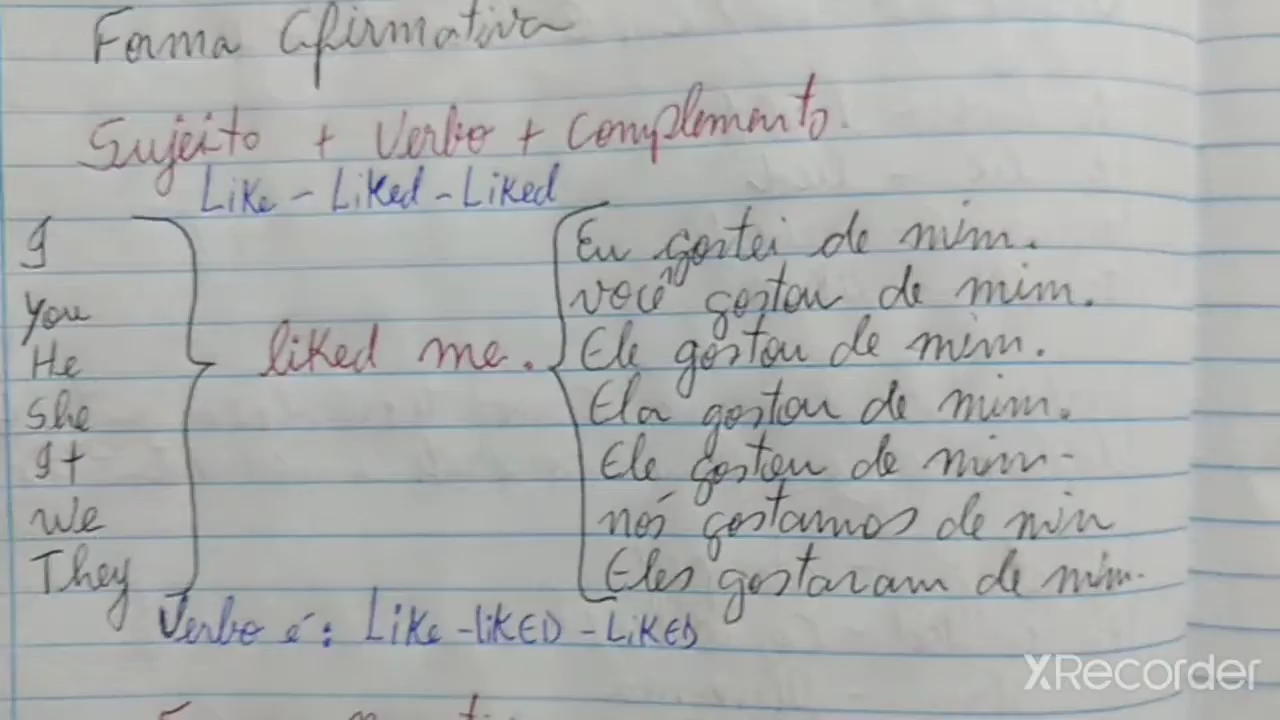 Forma Afirmativa
Sujeito + Verbo + Complemento.
Like - Liked - Liked
I
You
He
She
It
We
They
liked me.
Eu gostei de mim.
você gostou de mim.
Ele gostou de mim.
Ela gostou de mim.
Ele gostou de mim-
nós gostamos de min
Eles gostaram de mim.
Verbo é: Like - LIKED - LIKED
XRecorder